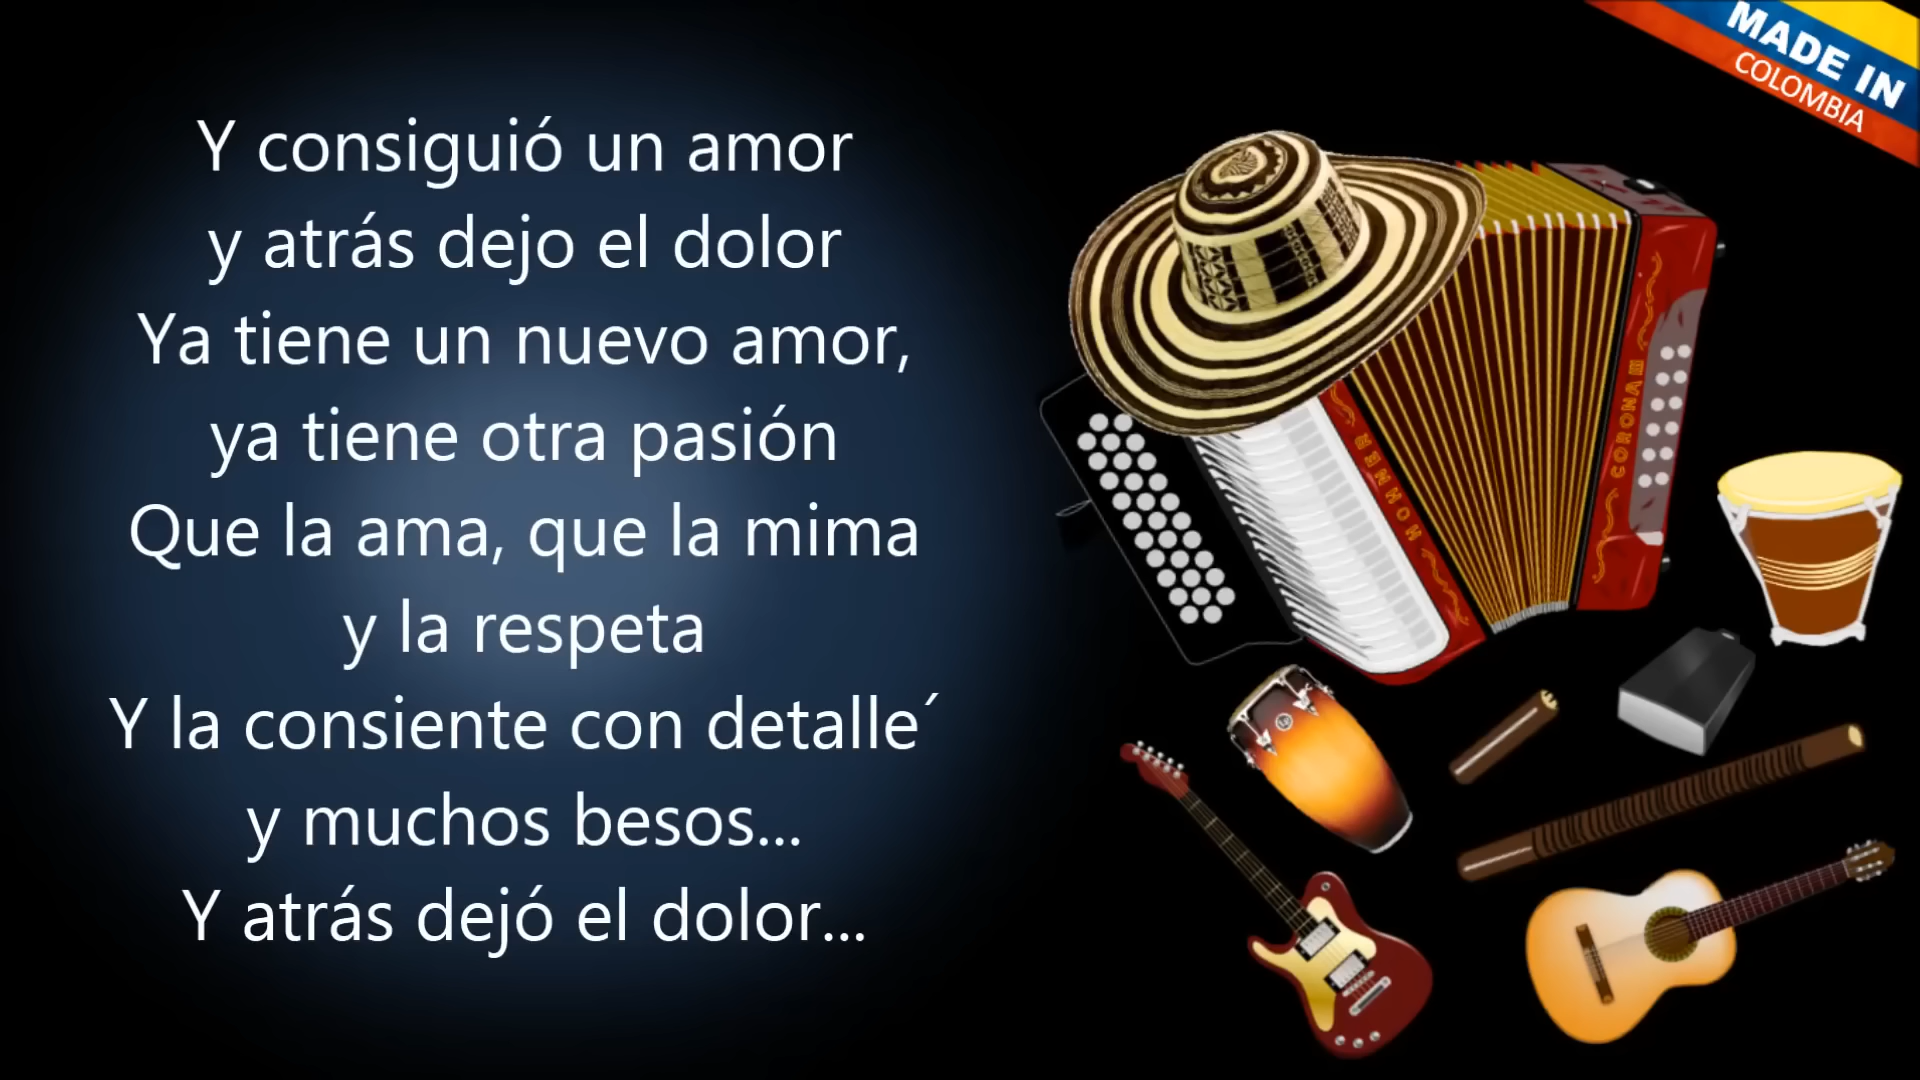 Y consiguió un amor
y atrás dejo el dolor
Ya tiene un nuevo amor,
ya tiene otra pasión
Que la ama, que la mima
y la respeta
Y la consiente con detalle´
y muchos besos...
Y atrás dejó el dolor...
MADE IN
COLOMBIA
HOHNER
CORONA III